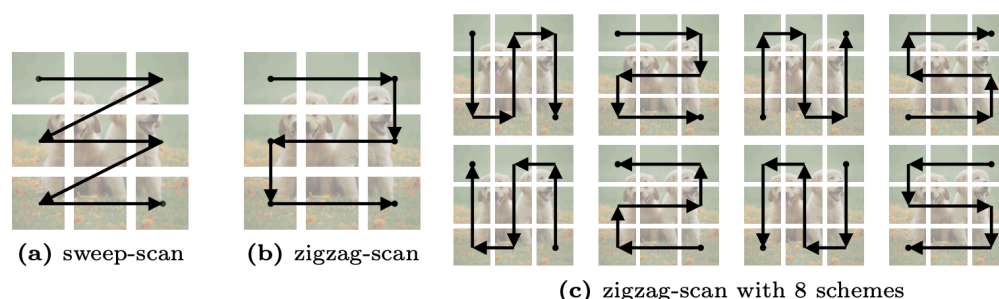 (a) sweep-scan
(b) zigzag-scan
(c) zigzag-scan with 8 schemes